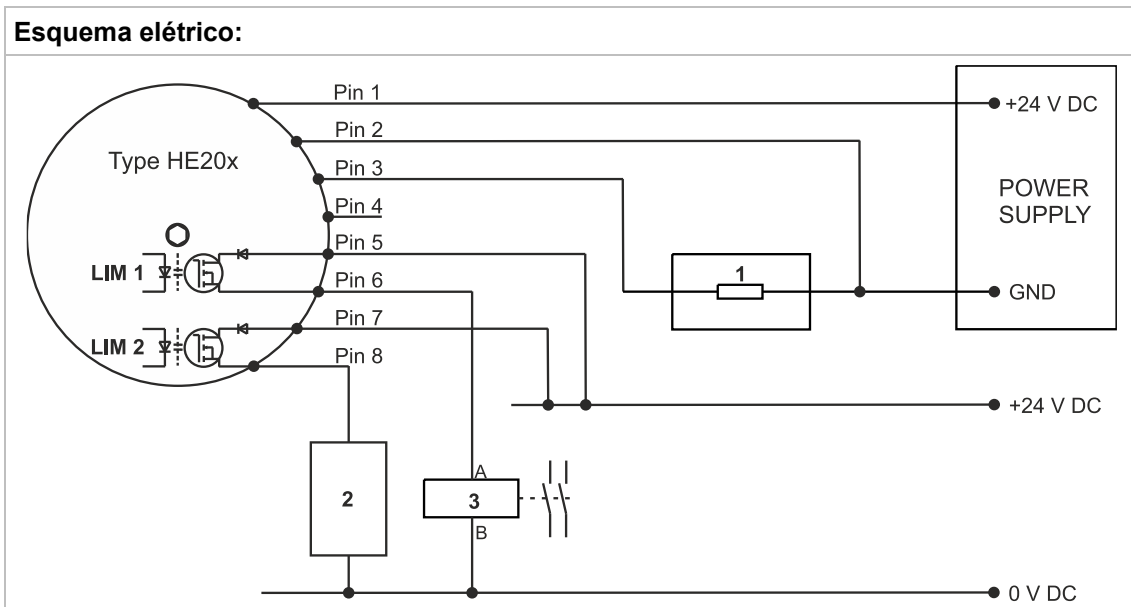 Esquema elétrico:
Pin 1
+24 V DC
Pin 2
Type HE20x
Pin 3
POWER
SUPPLY
Pin 4
Pin 5
LIM 1
Pin 6
1
GND
Pin 7
LIM 2
Pin 8
+24 V DC
A
2
3
B
0 V DC